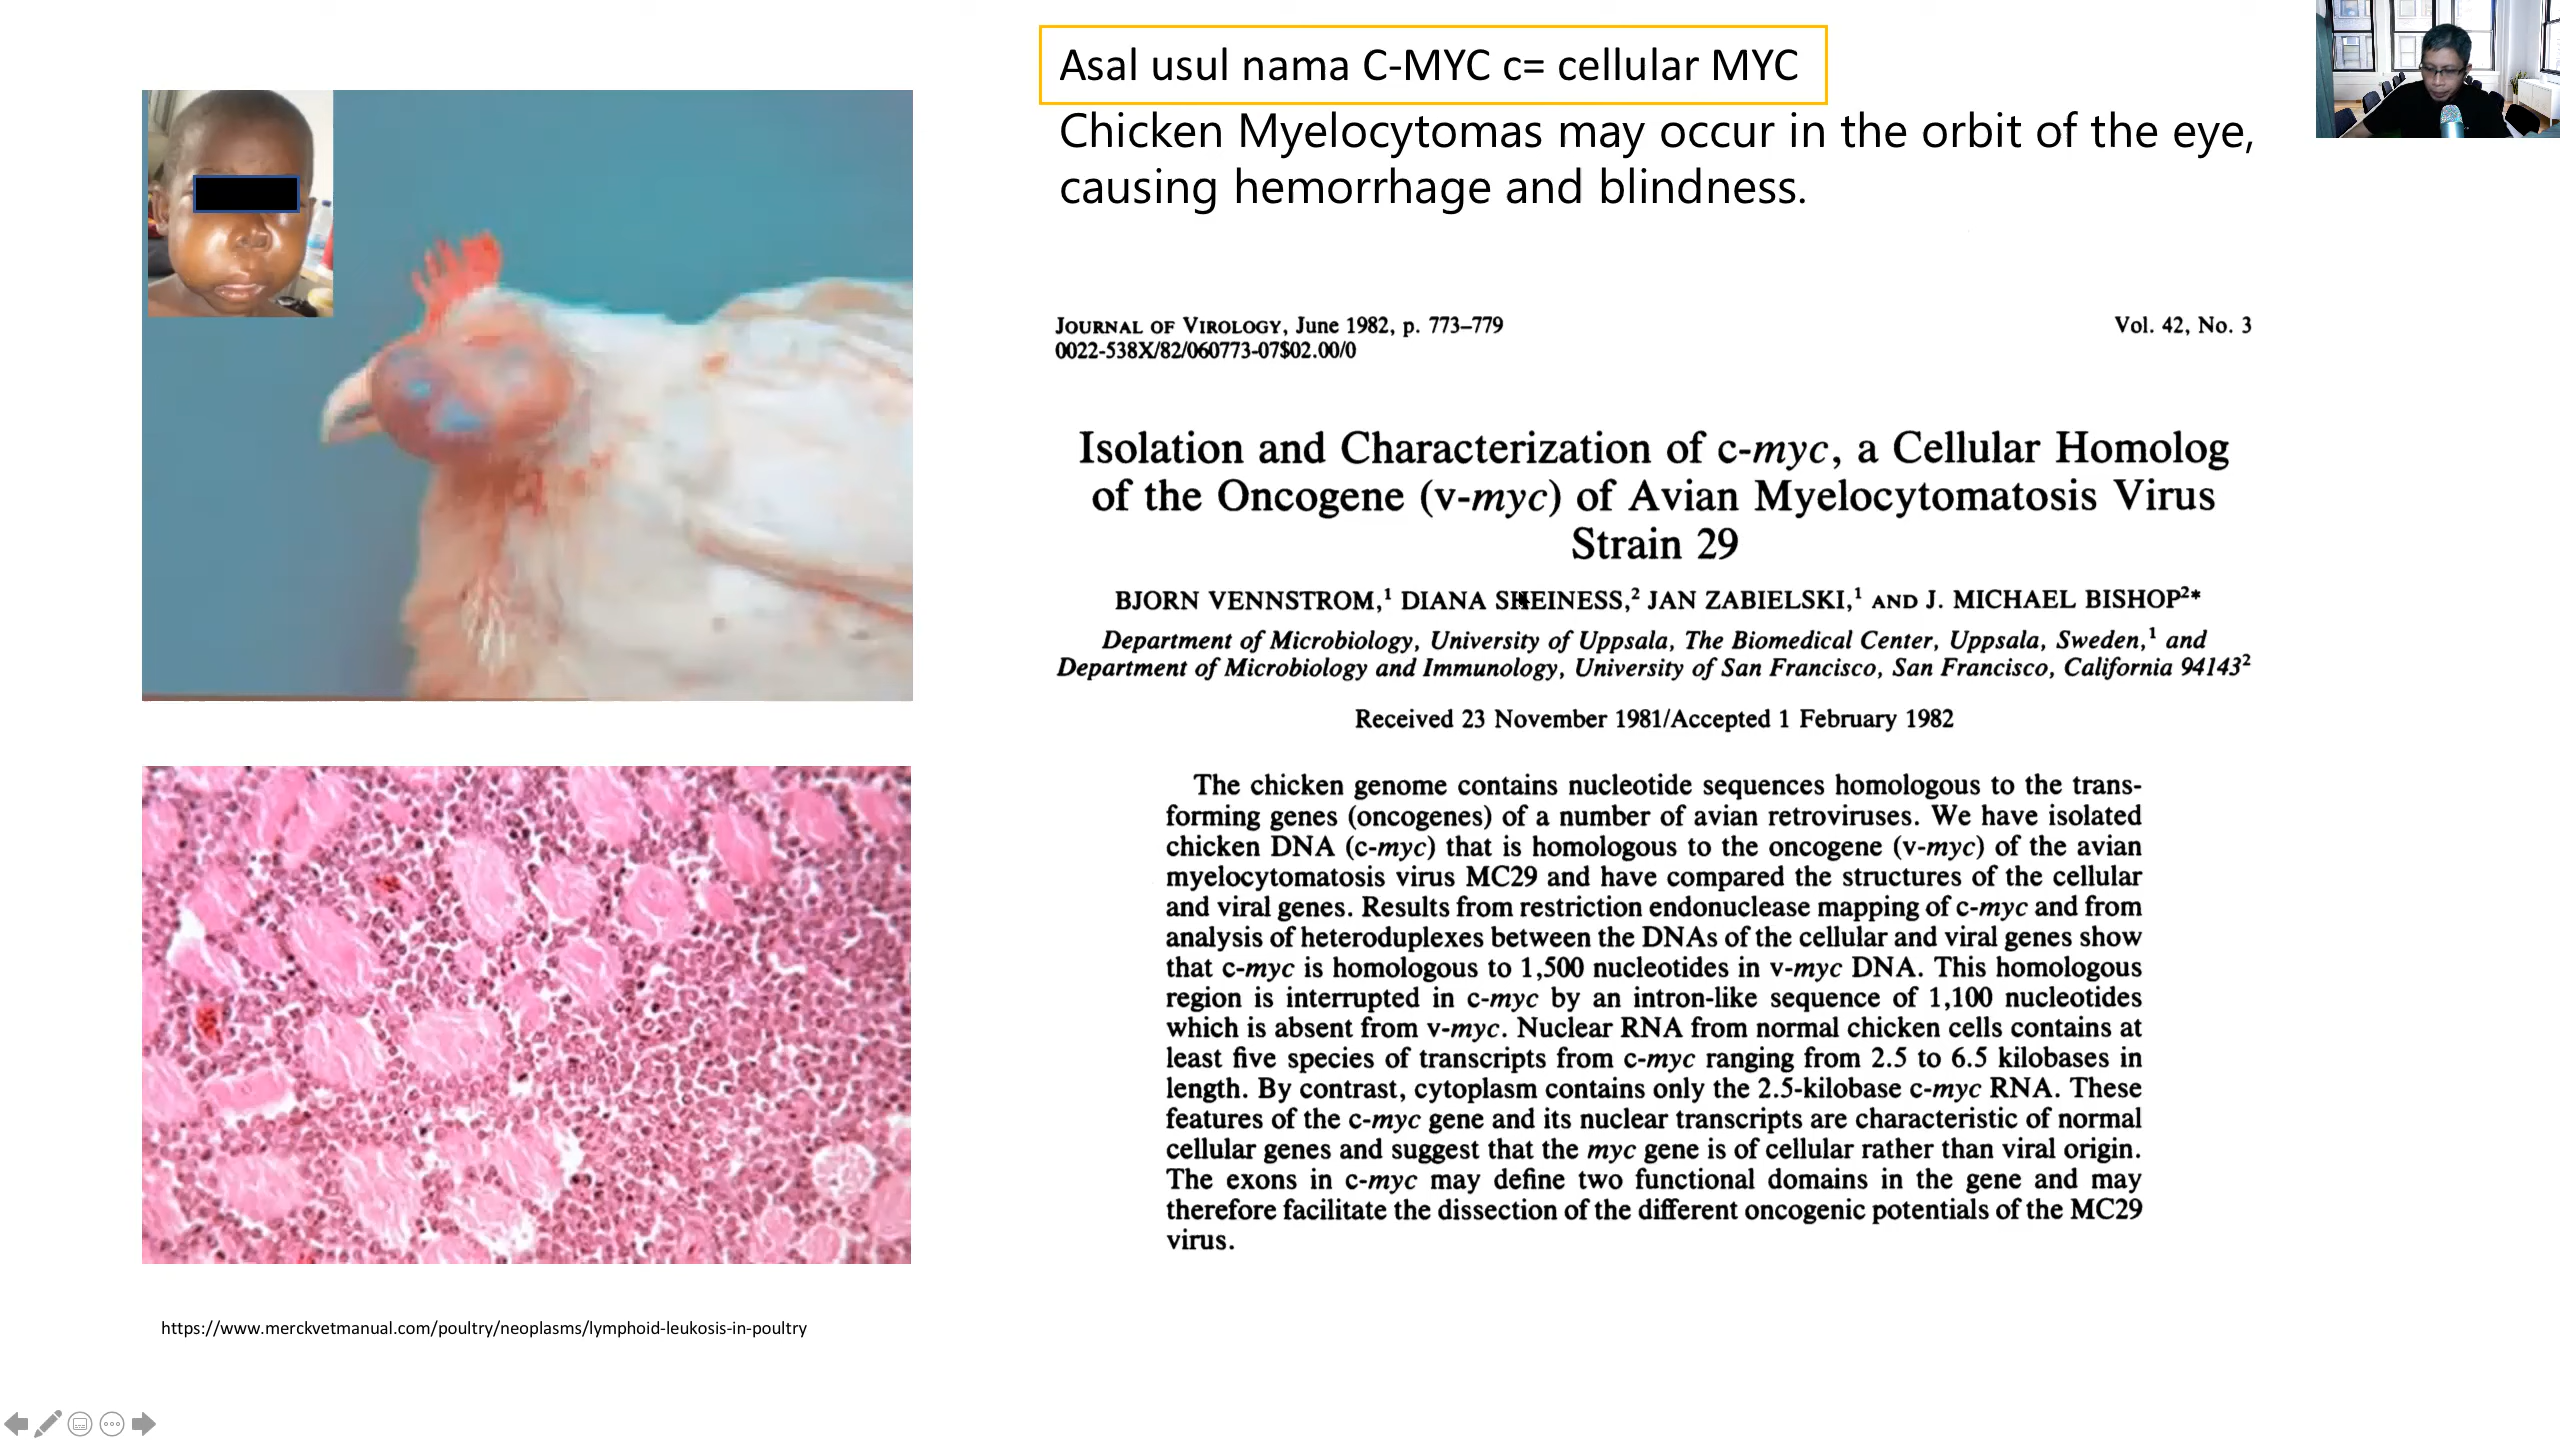 Asal usul nama C-MYC c= cellular MYC
Chicken Myelocytomas may occur in the orbit of the eye,
causing hemorrhage and blindness.
JOURNAL OF VIROLOGY, June 1982, p. 773–779
Vol. 42, No. 3
0022-538X/82/060773-07$02.00/0
Isolation and Characterization of c-myc, a Cellular Homolog
of the Oncogene (v-myc) of Avian Myelocytomatosis Virus
Strain 29
BJORN VENNSTROM,¹ DIANA SHEINESS,² JAN ZABIELSKI,¹ AND J. MICHAEL BISHOP²*
Department of Microbiology, University of Uppsala, The Biomedical Center, Uppsala, Sweden,¹ and
Department of Microbiology and Immunology, University of San Francisco, San Francisco, California 94143²
Received 23 November 1981/Accepted 1 February 1982
The chicken genome contains nucleotide sequences homologous to the trans-
forming genes (oncogenes) of a number of avian retroviruses. We have isolated
chicken DNA (c-myc) that is homologous to the oncogene (v-myc) of the avian
myelocytomatosis virus MC29 and have compared the structures of the cellular
and viral genes. Results from restriction endonuclease mapping of c-myc and from
analysis of heteroduplexes between the DNAs of the cellular and viral genes show
that c-myc is homologous to 1,500 nucleotides in v-myc DNA. This homologous
region is interrupted in c-myc by an intron-like sequence of 1,100 nucleotides
which is absent from v-myc. Nuclear RNA from normal chicken cells contains at
least five species of transcripts from c-myc ranging from 2.5 to 6.5 kilobases in
length. By contrast, cytoplasm contains only the 2.5-kilobase c-myc RNA. These
features of the c-myc gene and its nuclear transcripts are characteristic of normal
cellular genes and suggest that the myc gene is of cellular rather than viral origin.
The exons in c-myc may define two functional domains in the gene and may
therefore facilitate the dissection of the different oncogenic potentials of the MC29
virus.
https://www.merckvetmanual.com/poultry/neoplasms/lymphoid-leukosis-in-poultry